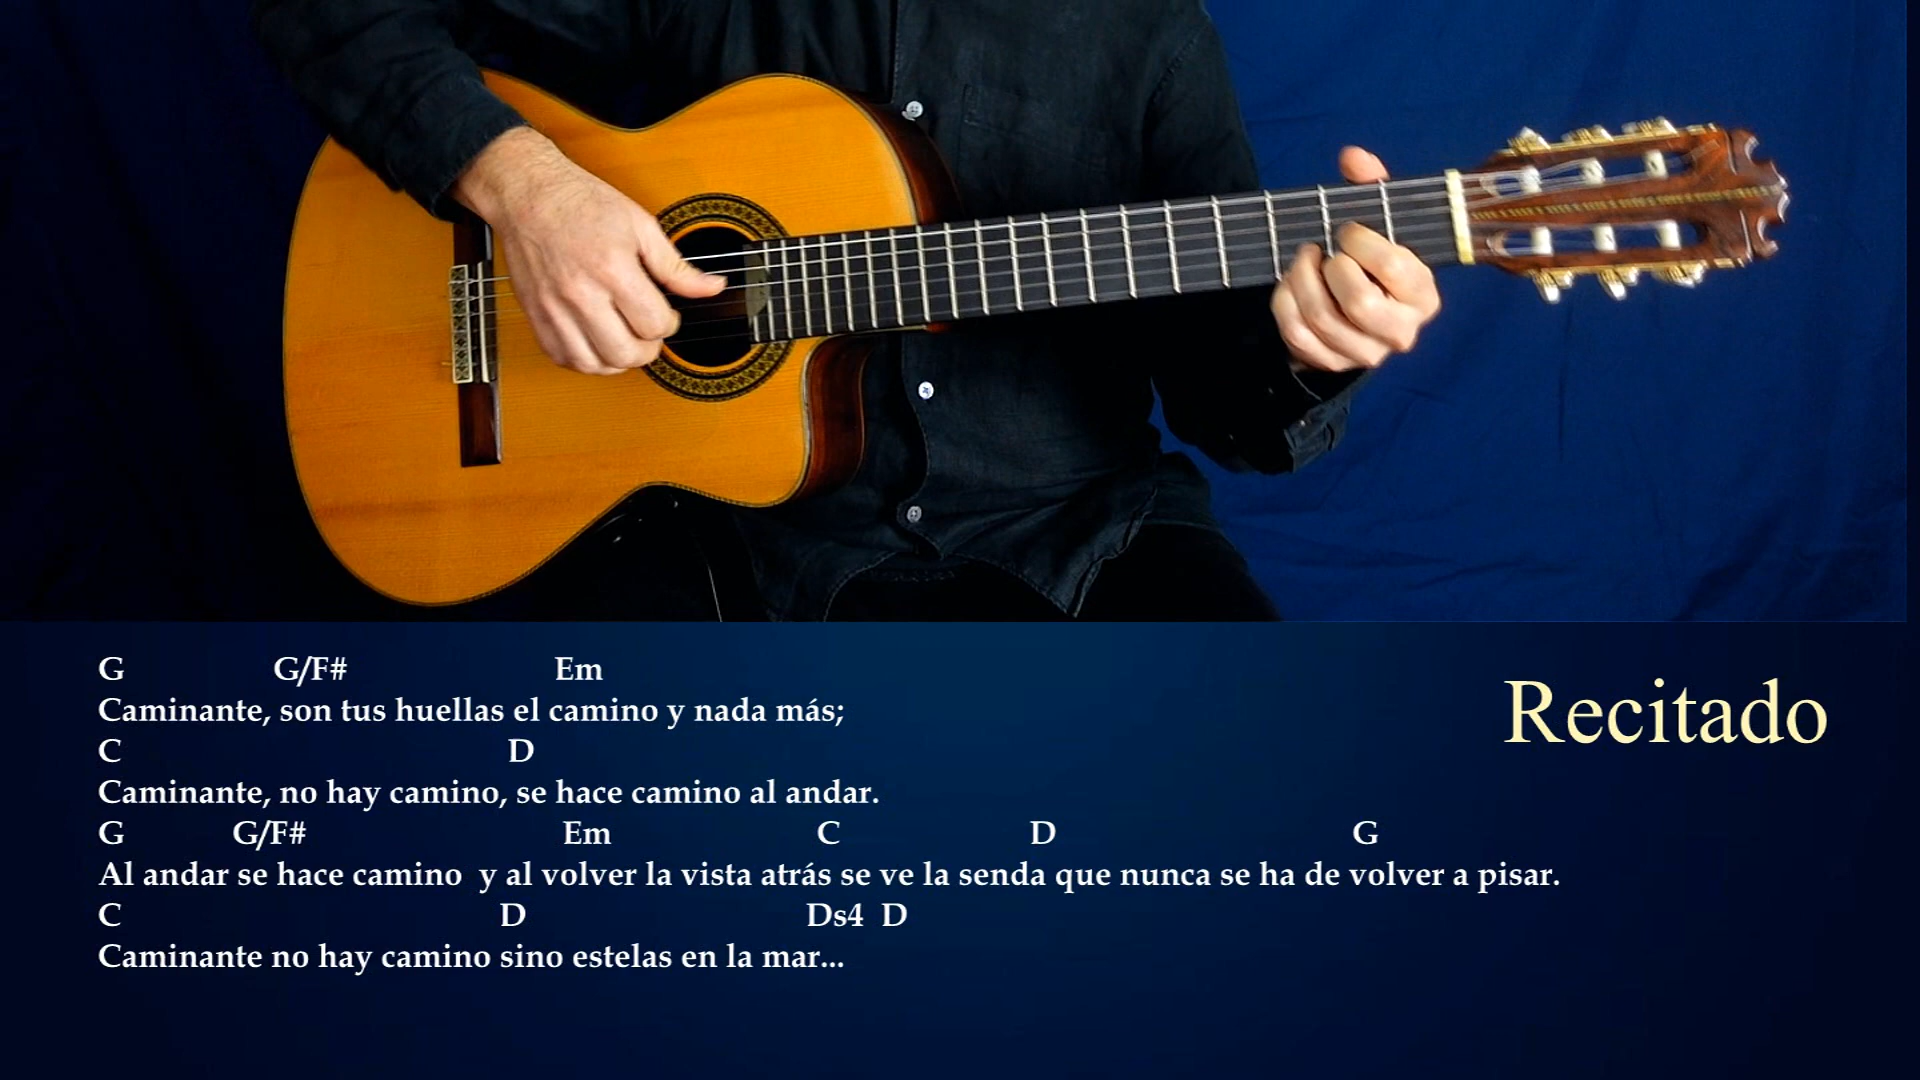 G G/F# Em
Caminante, son tus huellas el camino y nada más;
C D
Caminante, no hay camino, se hace camino al andar.
G G/F# Em C D G
Al andar se hace camino  y al volver la vista atrás se ve la senda que nunca se ha de volver a pisar.
C D Ds4 D
Caminante no hay camino sino estelas en la mar...
Recitado